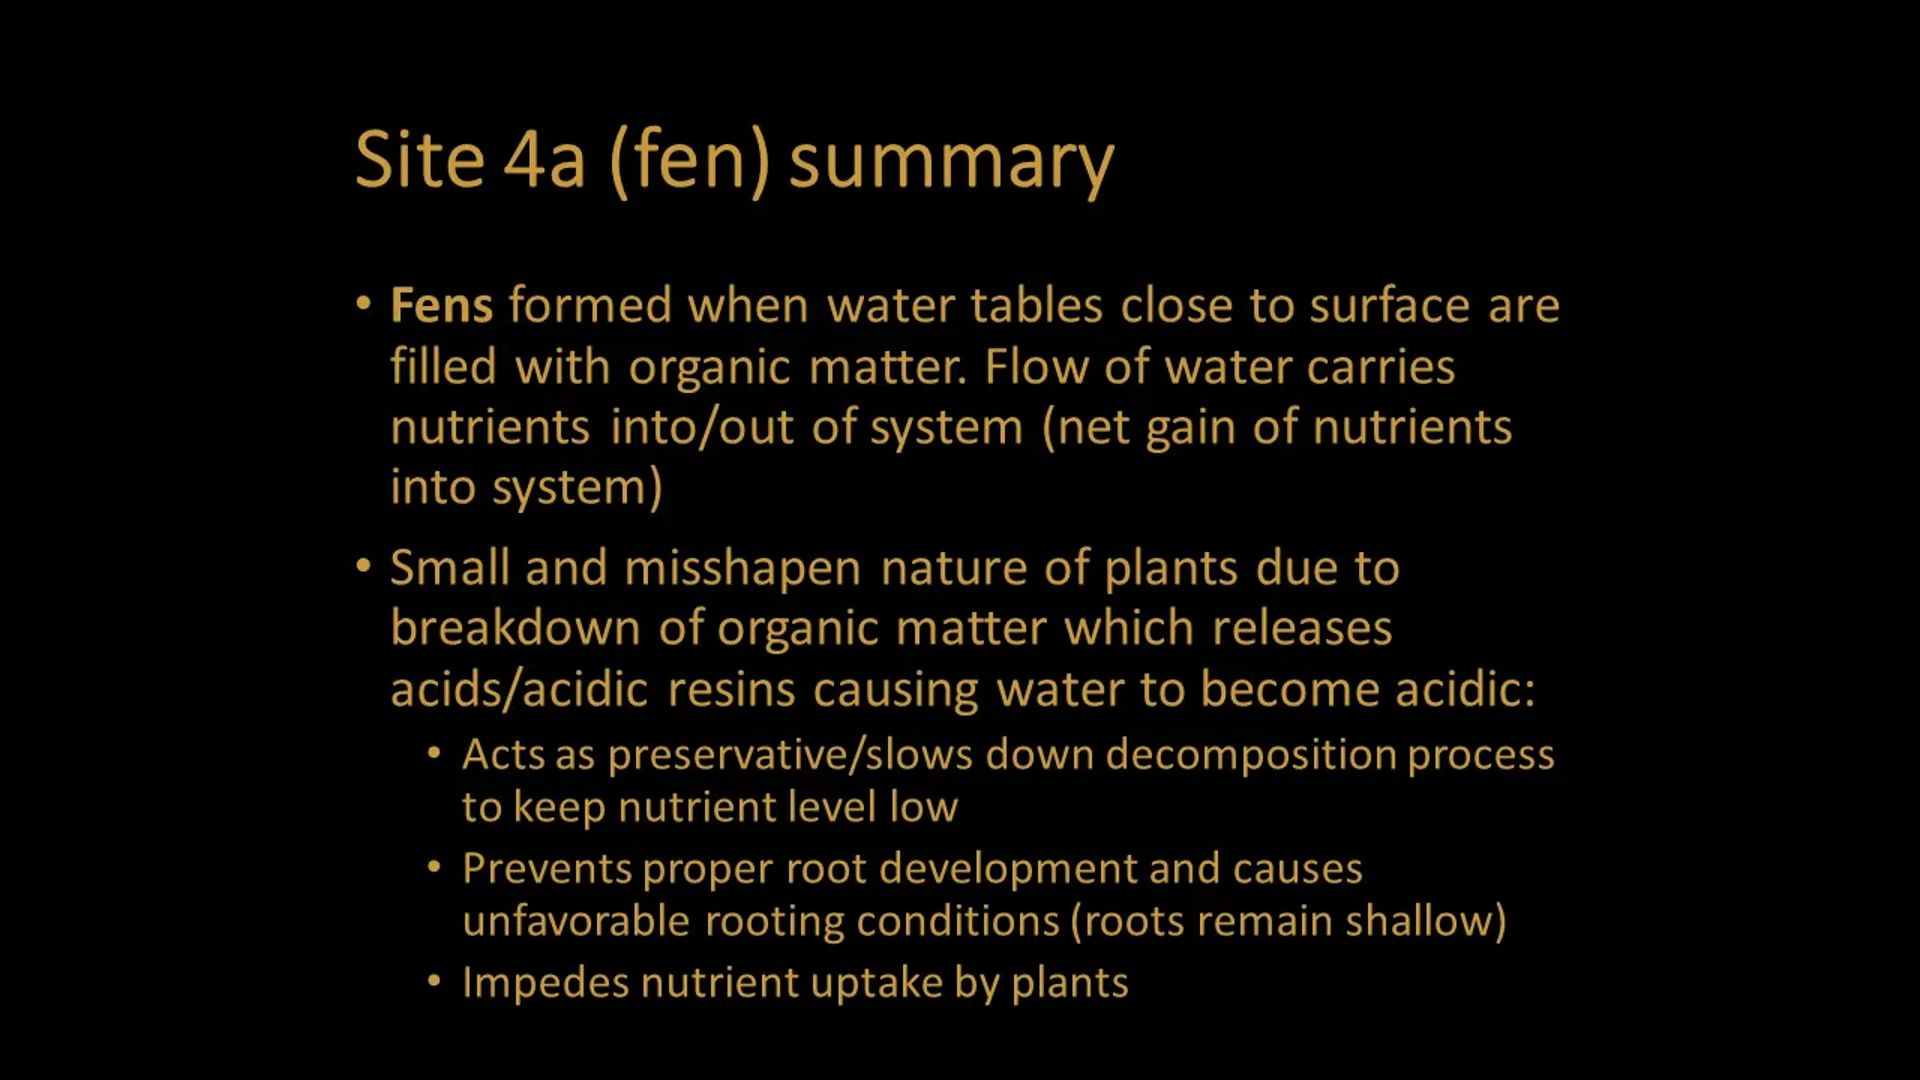 Site 4a (fen) summary
• Fens formed when water tables close to surface are
filled with organic matter. Flow of water carries
nutrients into/out of system (net gain of nutrients
into system)
• Small and misshapen nature of plants due to
breakdown of organic matter which releases
acids/acidic resins causing water to become acidic:
• Acts as preservative/slows down decomposition process
to keep nutrient level low
• Prevents proper root development and causes
unfavorable rooting conditions (roots remain shallow)
• Impedes nutrient uptake by plants